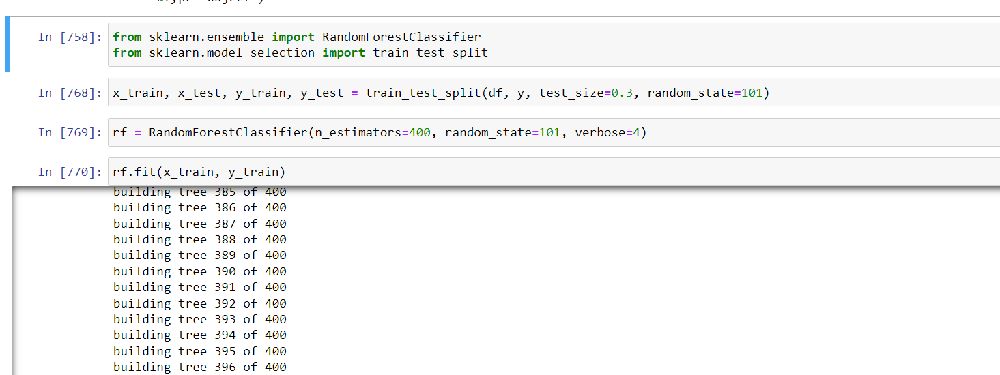 In [758]: from sklearn.ensemble import RandomForestClassifier
from sklearn.model_selection import train_test_split
In [768]: x_train, x_test, y_train, y_test = train_test_split(df, y, test_size=0.3, random_state=101)
In [769]: rf = RandomForestClassifier(n_estimators=400, random_state=101, verbose=4)
In [770]: rf.fit(x_train, y_train)
building tree 385 of 400
building tree 386 of 400
building tree 387 of 400
building tree 388 of 400
building tree 389 of 400
building tree 390 of 400
building tree 391 of 400
building tree 392 of 400
building tree 393 of 400
building tree 394 of 400
building tree 395 of 400
building tree 396 of 400